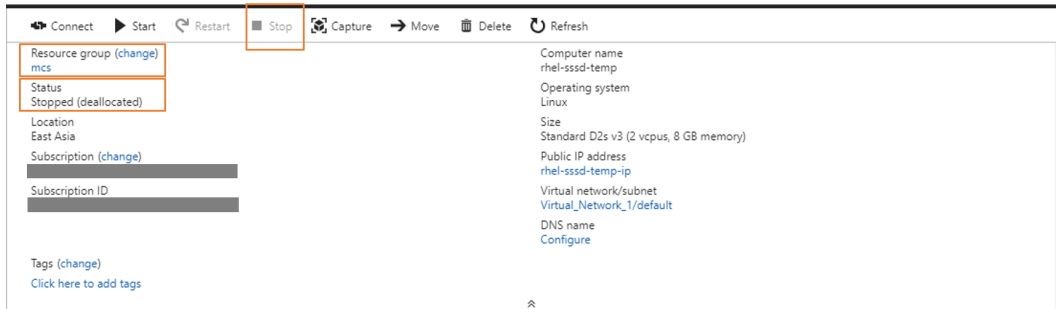 Connect Start Restart Stop Capture Move Delete Refresh
Resource group (change)
mcs
Status
Stopped (deallocated)
Location
East Asia
Subscription (change)
Subscription ID
Tags (change)
Click here to add tags
Computer name
rhel-sssd-temp
Operating system
Linux
Size
Standard D2s v3 (2 vcpus, 8 GB memory)
Public IP address
rhel-sssd-temp-ip
Virtual network/subnet
Virtual_Network_1/default
DNS name
Configure